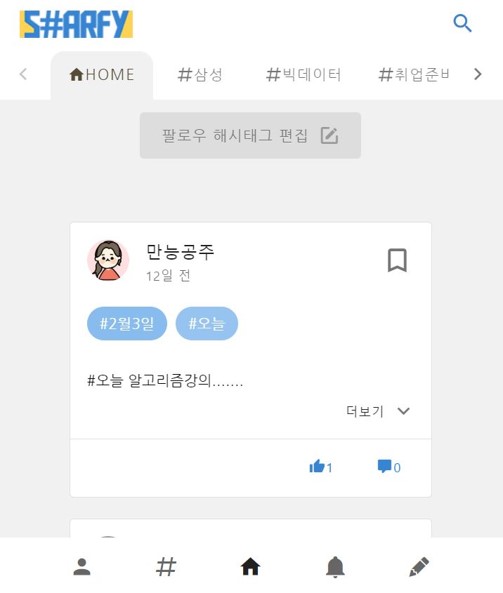 S#ARFY
HOME #삼성 #빅데이터 #취업준비
팔로우 해시태그 편집
만능공주
12일 전
#2월3일 #오늘
#오늘 알고리즘강의.......
더보기
1 0
#